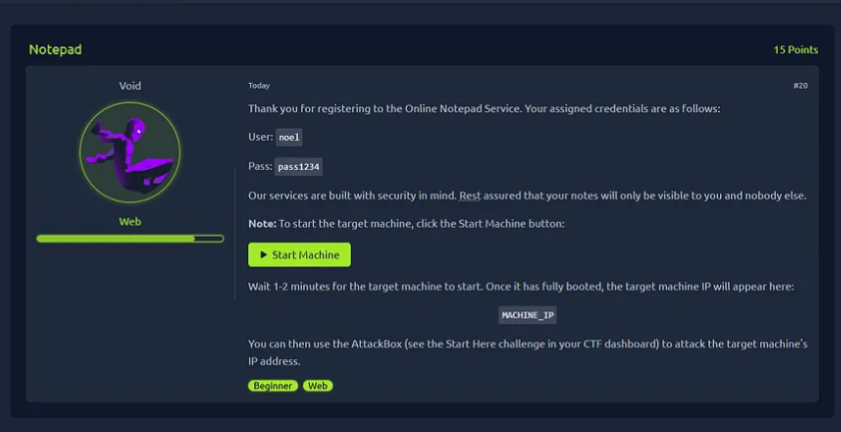 Notepad
15 Points
Void
Today
#20
Thank you for registering to the Online Notepad Service. Your assigned credentials are as follows:
User: noel
Pass: pass1234
Our services are built with security in mind. Rest assured that your notes will only be visible to you and nobody else.
Web
Note: To start the target machine, click the Start Machine button:
Start Machine
Wait 1-2 minutes for the target machine to start. Once it has fully booted, the target machine IP will appear here:
MACHINE_IP
You can then use the AttackBox (see the Start Here challenge in your CTF dashboard) to attack the target machine's
IP address.
Beginner Web